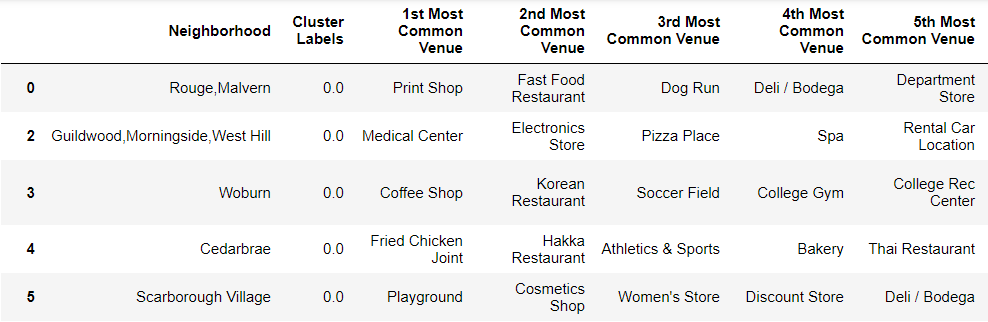 Neighborhood Cluster Labels 1st Most Common Venue 2nd Most Common Venue 3rd Most Common Venue 4th Most Common Venue 5th Most Common Venue
0 Rouge,Malvern 0.0 Print Shop Fast Food Restaurant Dog Run Deli / Bodega Department Store
2 Guildwood,Morningside,West Hill 0.0 Medical Center Electronics Store Pizza Place Spa Rental Car Location
3 Woburn 0.0 Coffee Shop Korean Restaurant Soccer Field College Gym College Rec Center
4 Cedarbrae 0.0 Fried Chicken Joint Hakka Restaurant Athletics & Sports Bakery Thai Restaurant
5 Scarborough Village 0.0 Playground Cosmetics Shop Women's Store Discount Store Deli / Bodega